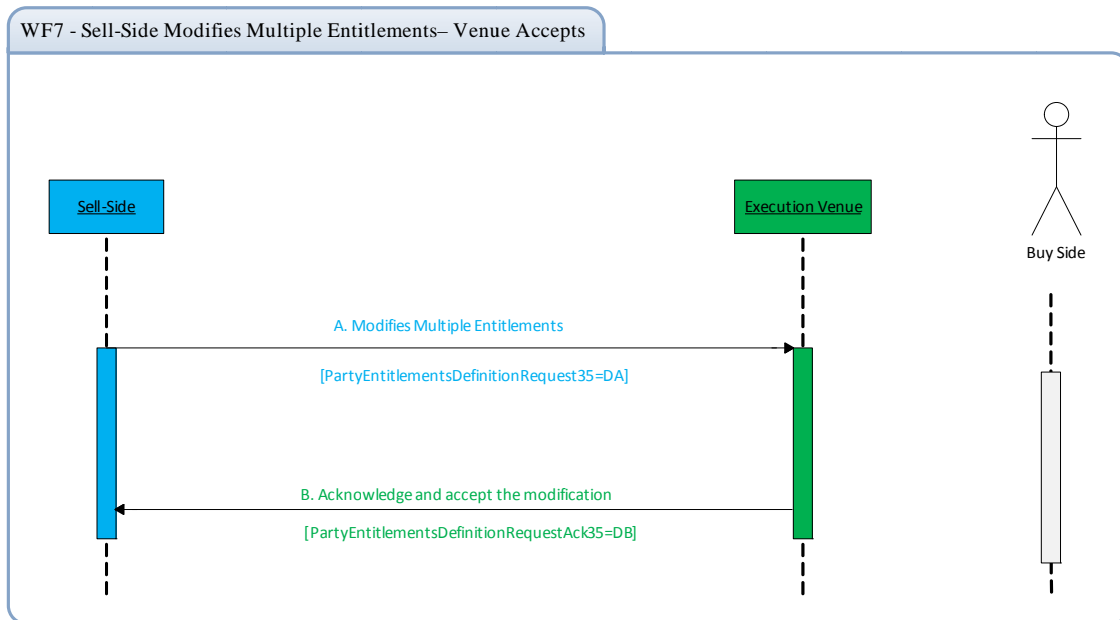 WF7 - Sell-Side Modifies Multiple Entitlements– Venue Accepts
Sell-Side
Execution Venue
Buy Side
A. Modifies Multiple Entitlements
[PartyEntitlementsDefinitionRequest35=DA]
B. Acknowledge and accept the modification
[PartyEntitlementsDefinitionRequestAck35=DB]